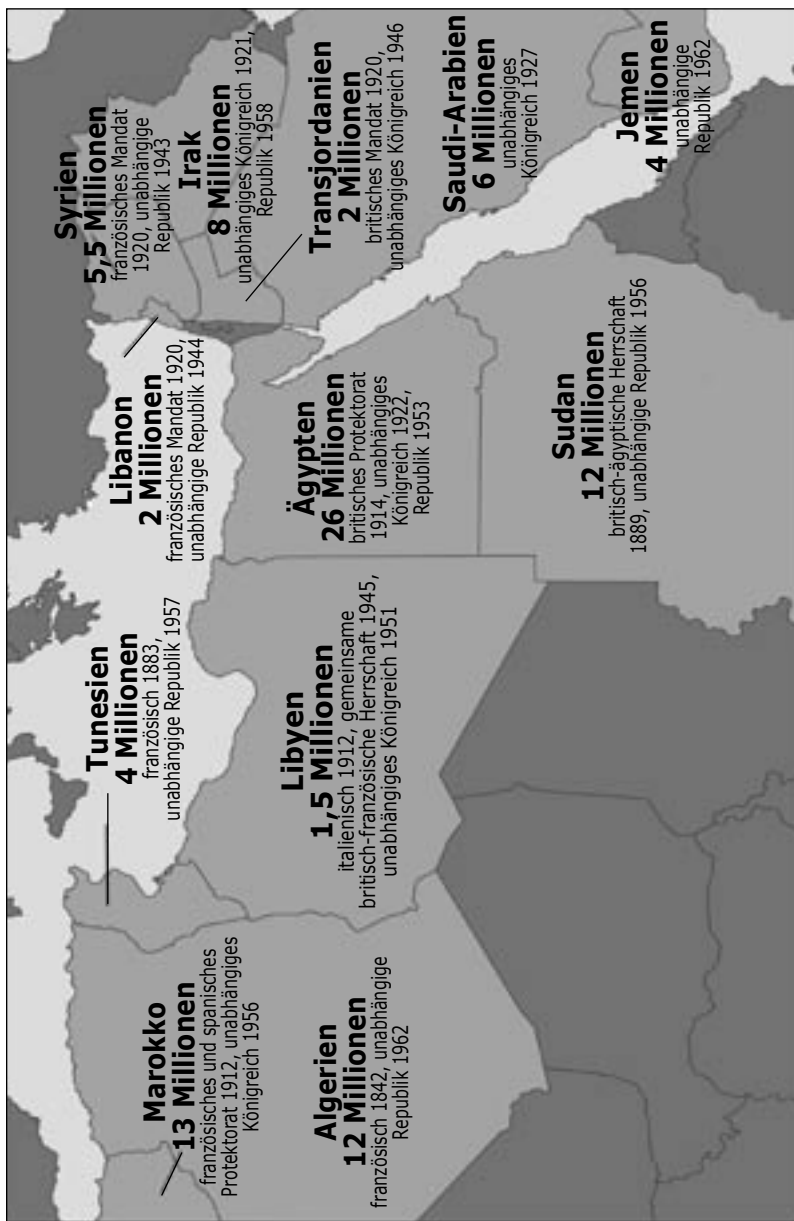 Marokko
13 Millionen
französisches und spanisches
Protektorat 1912, unabhängiges
Königreich 1956
Algerien
12 Millionen
französisch 1842, unabhängige
Republik 1962
Tunesien
4 Millionen
französisch 1883,
unabhängige Republik 1957
Libyen
1,5 Millionen
italienisch 1912, gemeinsame
britisch-französische Herrschaft 1945,
unabhängiges Königreich 1951
Libanon
2 Millionen
französisches Mandat 1920,
unabhängige Republik 1944
Ägypten
26 Millionen
britisches Protektorat
1914, unabhängiges
Königreich 1922,
Republik 1953
Sudan
12 Millionen
britisch-ägyptische Herrschaft
1889, unabhängige Republik 1956
Syrien
5,5 Millionen
französisches Mandat
1920, unabhängige
Republik 1943
Irak
8 Millionen
unabhängiges Königreich 1921,
Republik 1958
Transjordanien
2 Millionen
britisches Mandat 1920,
unabhängiges Königreich 1946
Saudi-Arabien
6 Millionen
unabhängiges
Königreich 1927
Jemen
4 Millionen
unabhängige
Republik 1962